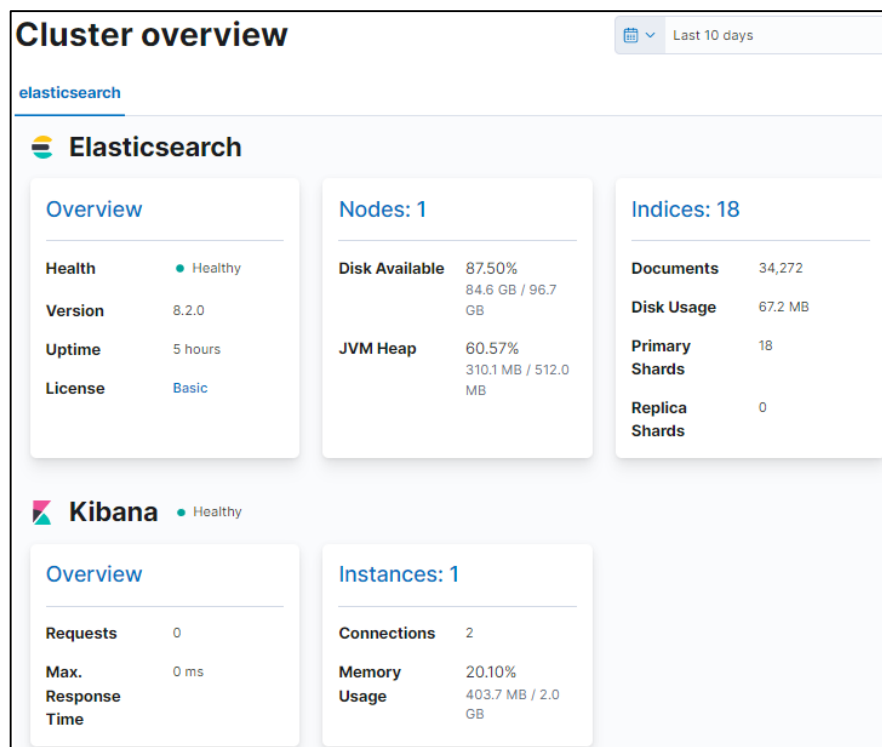 Cluster overview
Last 10 days
elasticsearch
Elasticsearch
Overview
Health Healthy
Version 8.2.0
Uptime 5 hours
License Basic
Nodes: 1
Disk Available 87.50%
84.6 GB / 96.7
GB
JVM Heap 60.57%
310.1 MB / 512.0
MB
Indices: 18
Documents 34,272
Disk Usage 67.2 MB
Primary 18
Shards
Replica 0
Shards
Kibana Healthy
Overview
Requests 0
Max. 0 ms
Response
Time
Instances: 1
Connections 2
Memory 20.10%
Usage 403.7 MB / 2.0
GB